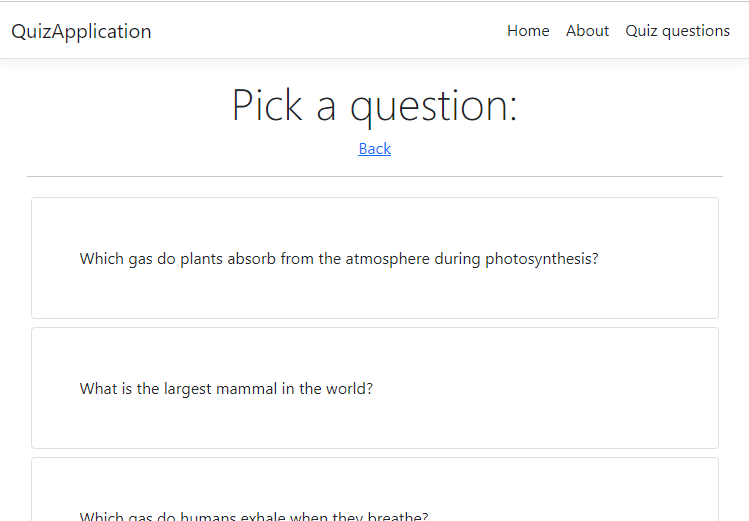 QuizApplication
Home About Quiz questions
Pick a question:
Back
Which gas do plants absorb from the atmosphere during photosynthesis?
What is the largest mammal in the world?
Which gas do humans exhale when they breathe?